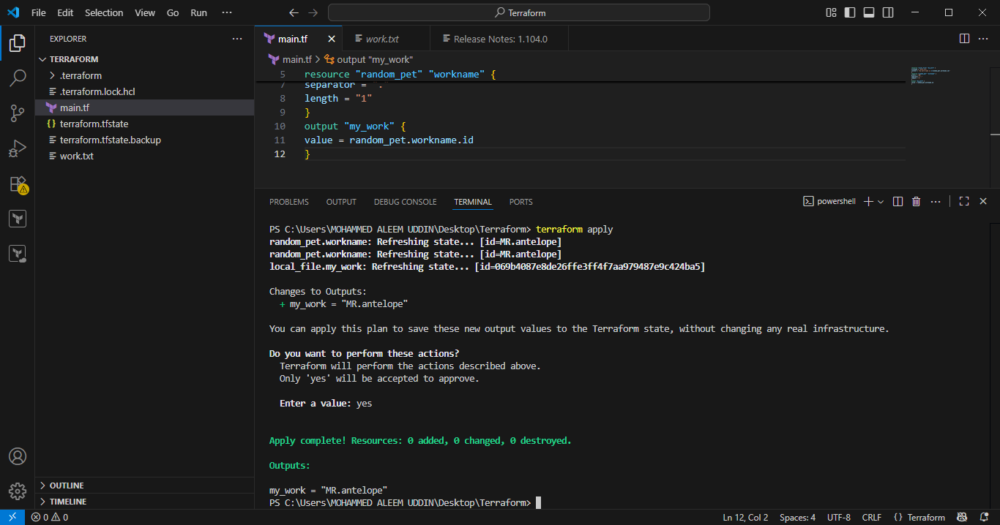 File Edit Selection View Go Run ···
Terraform
EXPLORER
TERRAFORM
.terraform
.terraform.lock.hcl
main.tf
terraform.tfstate
terraform.tfstate.backup
work.txt
OUTLINE
TIMELINE
main.tf
work.txt
Release Notes: 1.104.0
main.tf > output "my_work"
5 resource "random_pet" "workname" {
7 separator = "."
8 length = "1"
9 }
10 output "my_work" {
11 value = random_pet.workname.id
12 }
PROBLEMS OUTPUT DEBUG CONSOLE TERMINAL PORTS
powershell
PS C:\Users\MOHAMMED ALEEM UDDIN\Desktop\Terraform> terraform apply
random_pet.workname: Refreshing state... [id=MR.antelope]
random_pet.workname: Refreshing state... [id=MR.antelope]
local_file.my_work: Refreshing state... [id=069b4087e8de26ffe3ff4f7aa979487e9c424ba5]
Changes to Outputs:
+ my_work = "MR.antelope"
You can apply this plan to save these new output values to the Terraform state, without changing any real infrastructure.
Do you want to perform these actions?
Terraform will perform the actions described above.
Only 'yes' will be accepted to approve.
Enter a value: yes
Apply complete! Resources: 0 added, 0 changed, 0 destroyed.
Outputs:
my_work = "MR.antelope"
PS C:\Users\MOHAMMED ALEEM UDDIN\Desktop\Terraform>
0 0
Ln 12, Col 2 Spaces: 4 UTF-8 CRLF {} Terraform